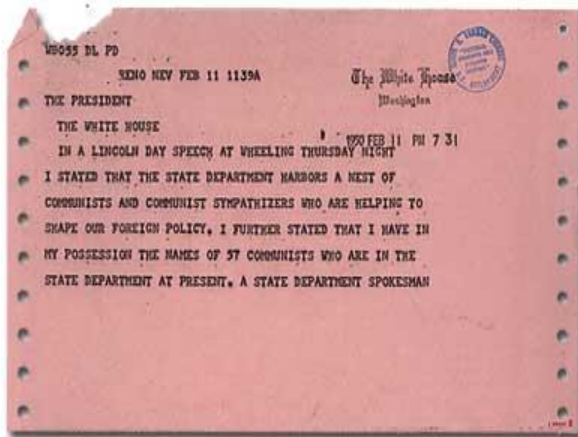 WB055 DL PD
RENO NEV FEB 11 1139A
The White House
Washington
THE PRESIDENT
THE WHITE HOUSE
1950 FEB 11 PM 7 31
IN A LINCOLN DAY SPEECH AT WHEELING THURSDAY NIGHT
I STATED THAT THE STATE DEPARTMENT HARBORS A NEST OF
COMMUNISTS AND COMMUNIST SYMPATHIZERS WHO ARE HELPING TO
SHAPE OUR FOREIGN POLICY. I FURTHER STATED THAT I HAVE IN
MY POSSESSION THE NAMES OF 57 COMMUNISTS WHO ARE IN THE
STATE DEPARTMENT AT PRESENT. A STATE DEPARTMENT SPOKESMAN